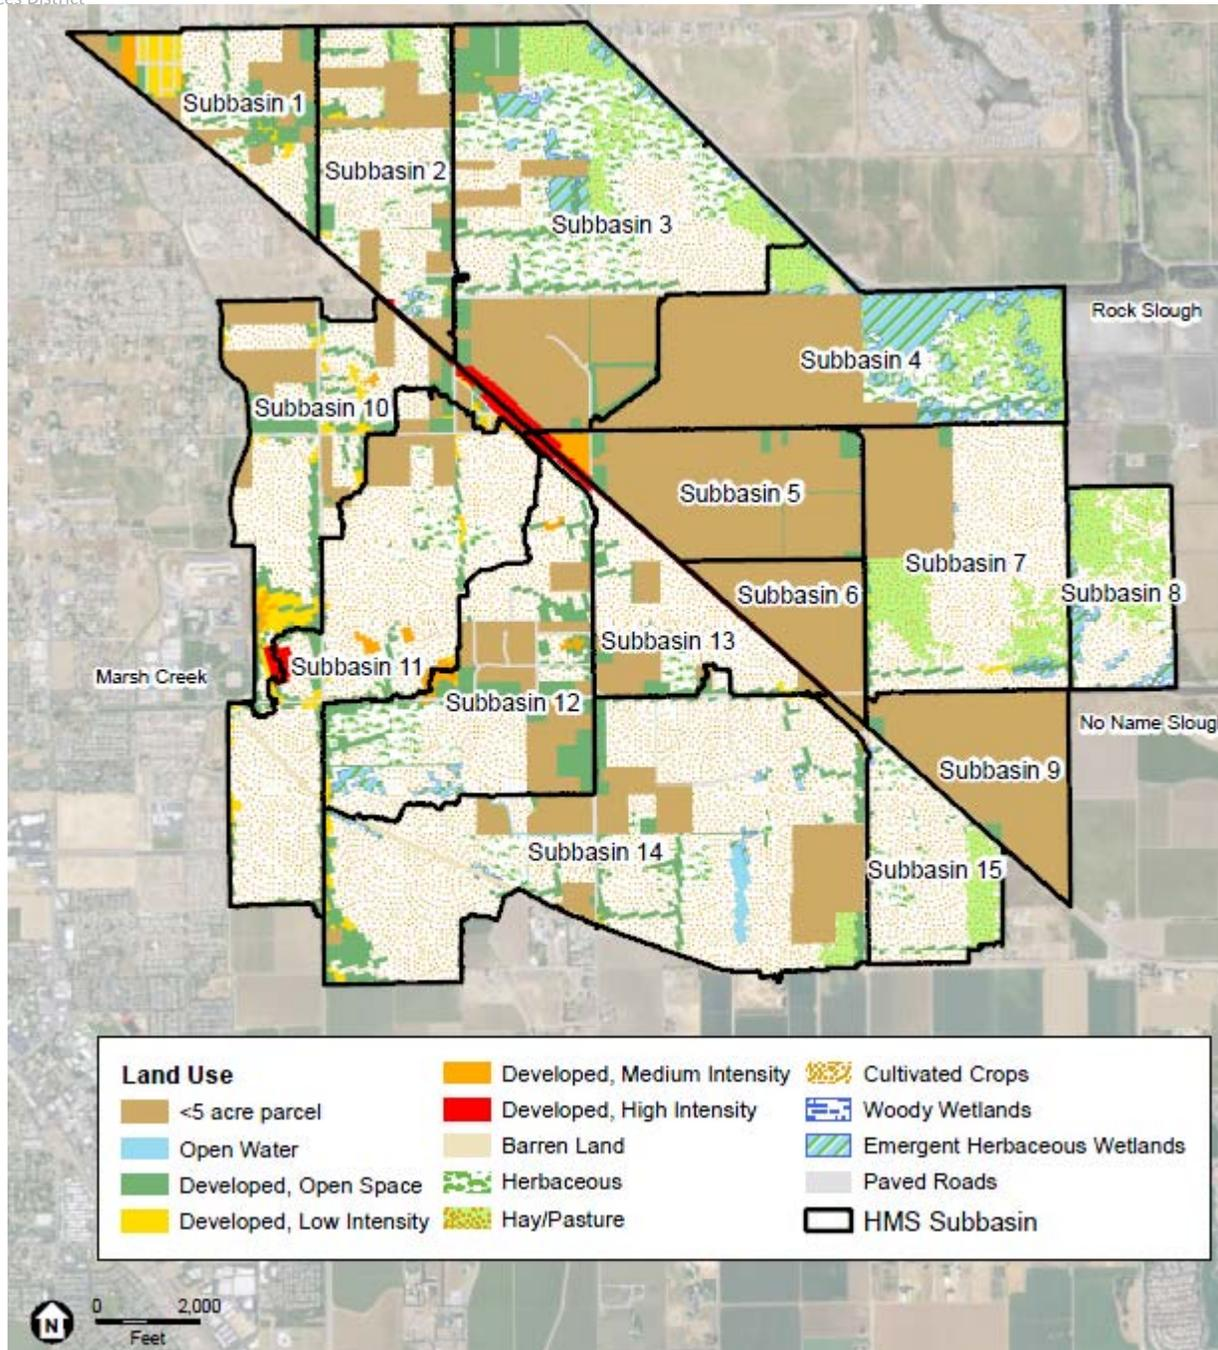 Subbasin 1
Subbasin 2
Subbasin 3
Rock Slough
Subbasin 4
Subbasin 10
Subbasin 5
Subbasin 7
Subbasin 6
Subbasin 8
Subbasin 13
Subbasin 11
Marsh Creek
Subbasin 12
No Name Sloug
Subbasin 9
Subbasin 14
Subbasin 15
Land Use
<5 acre parcel
Open Water
Developed, Open Space
Developed, Low Intensity
Developed, Medium Intensity
Developed, High Intensity
Barren Land
Herbaceous
Hay/Pasture
Cultivated Crops
Woody Wetlands
Emergent Herbaceous Wetlands
Paved Roads
HMS Subbasin
N
0 2,000
Feet